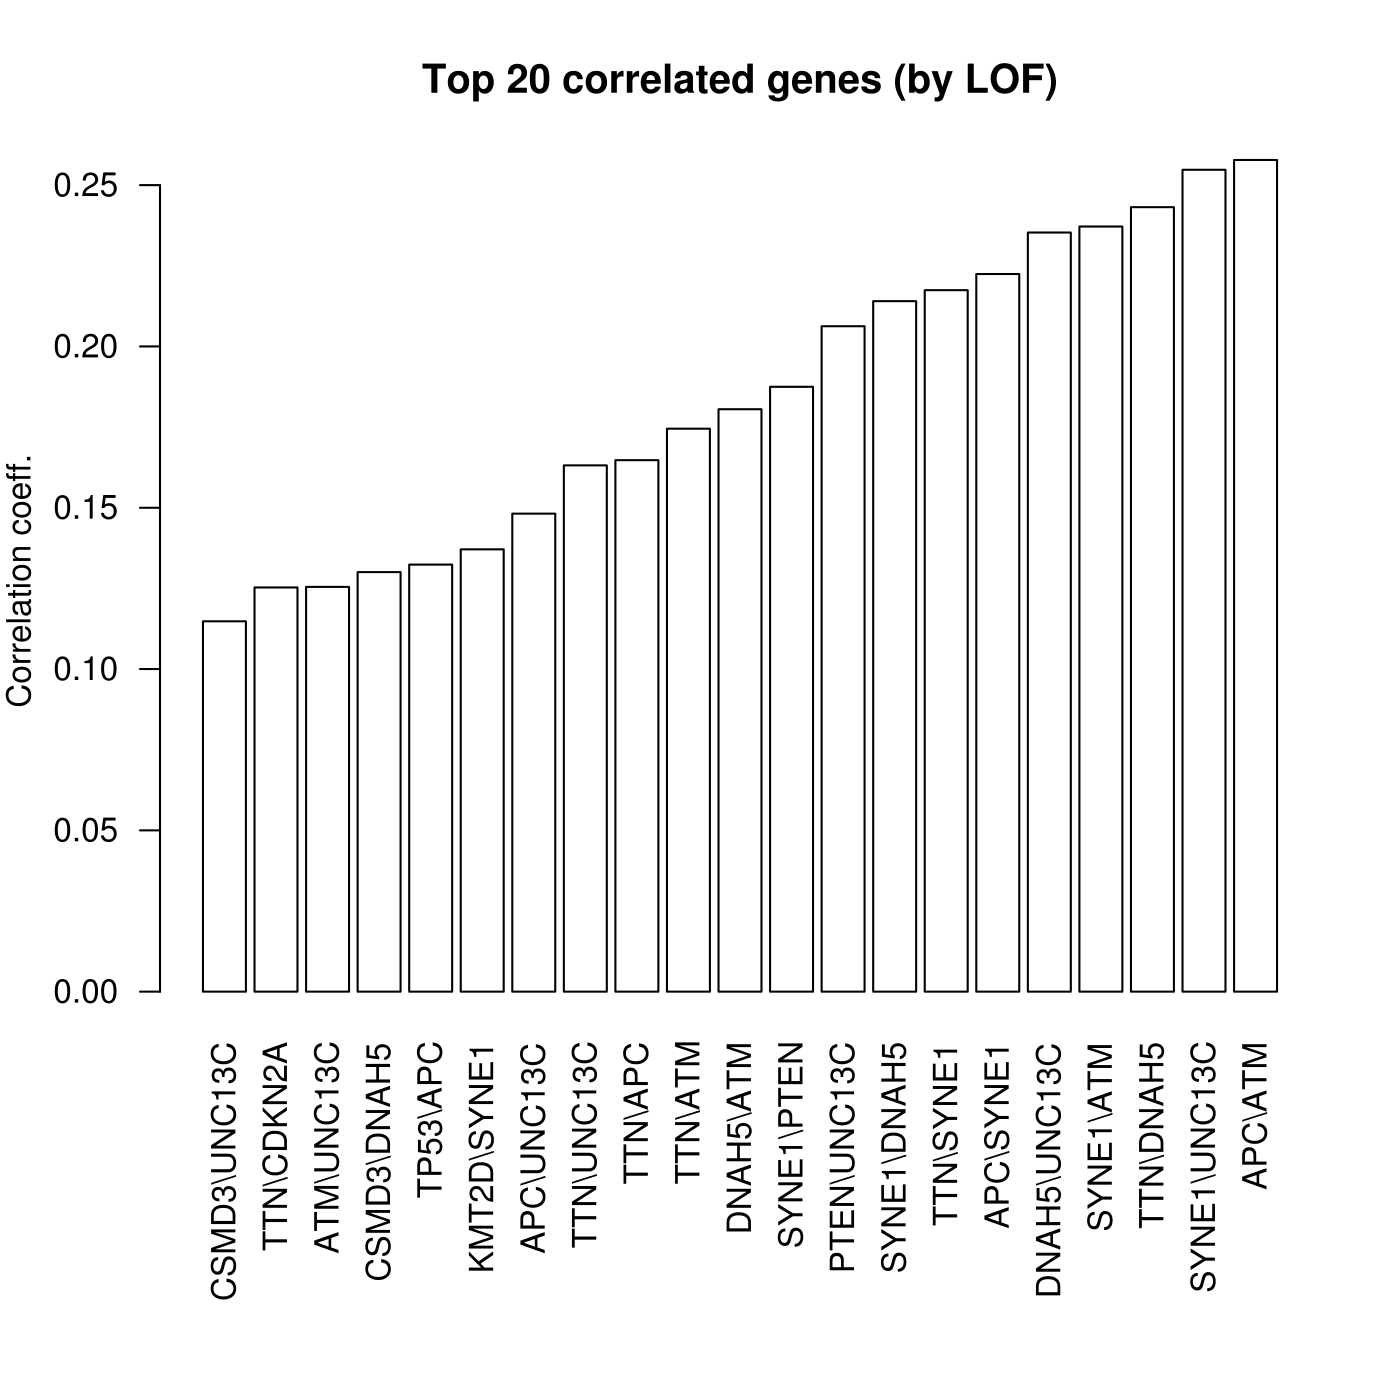 Top 20 correlated genes (by LOF)
Correlation coeff.
0.25
0.20
0.15
0.10
0.05
0.00
CSMD3\UNC13C
TTN\CDKN2A
ATM\UNC13C
CSMD3\DNAH5
TP53\APC
KMT2D\SYNE1
APC\UNC13C
TTN\UNC13C
TTN\APC
TTN\ATM
DNAH5\ATM
SYNE1\PTEN
PTEN\UNC13C
SYNE1\DNAH5
TTN\SYNE1
APC\SYNE1
DNAH5\UNC13C
SYNE1\ATM
TTN\DNAH5
SYNE1\UNC13C
APC\ATM